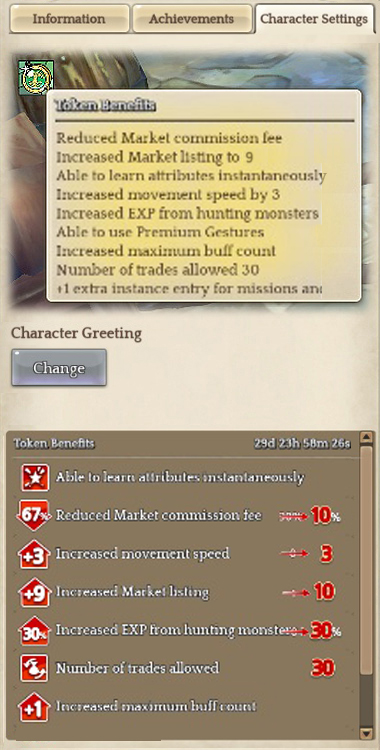 Information
Achievements
Character Settings
Token Benefits
Reduced Market commission fee
Increased Market listing to 9
Able to learn attributes instantaneously
Increased movement speed by 3
Increased EXP from hunting monsters
Able to use Premium Gestures
Increased maximum buff count
Number of trades allowed 30
+1 extra instance entry for missions and
Character Greeting
Change
Token Benefits 29d 23h 58m 26s
Able to learn attributes instantaneously
67% Reduced Market commission fee 10%
+3 Increased movement speed 3
+9 Increased Market listing 10
30% Increased EXP from hunting monsters 30%
Number of trades allowed 30
+1 Increased maximum buff count